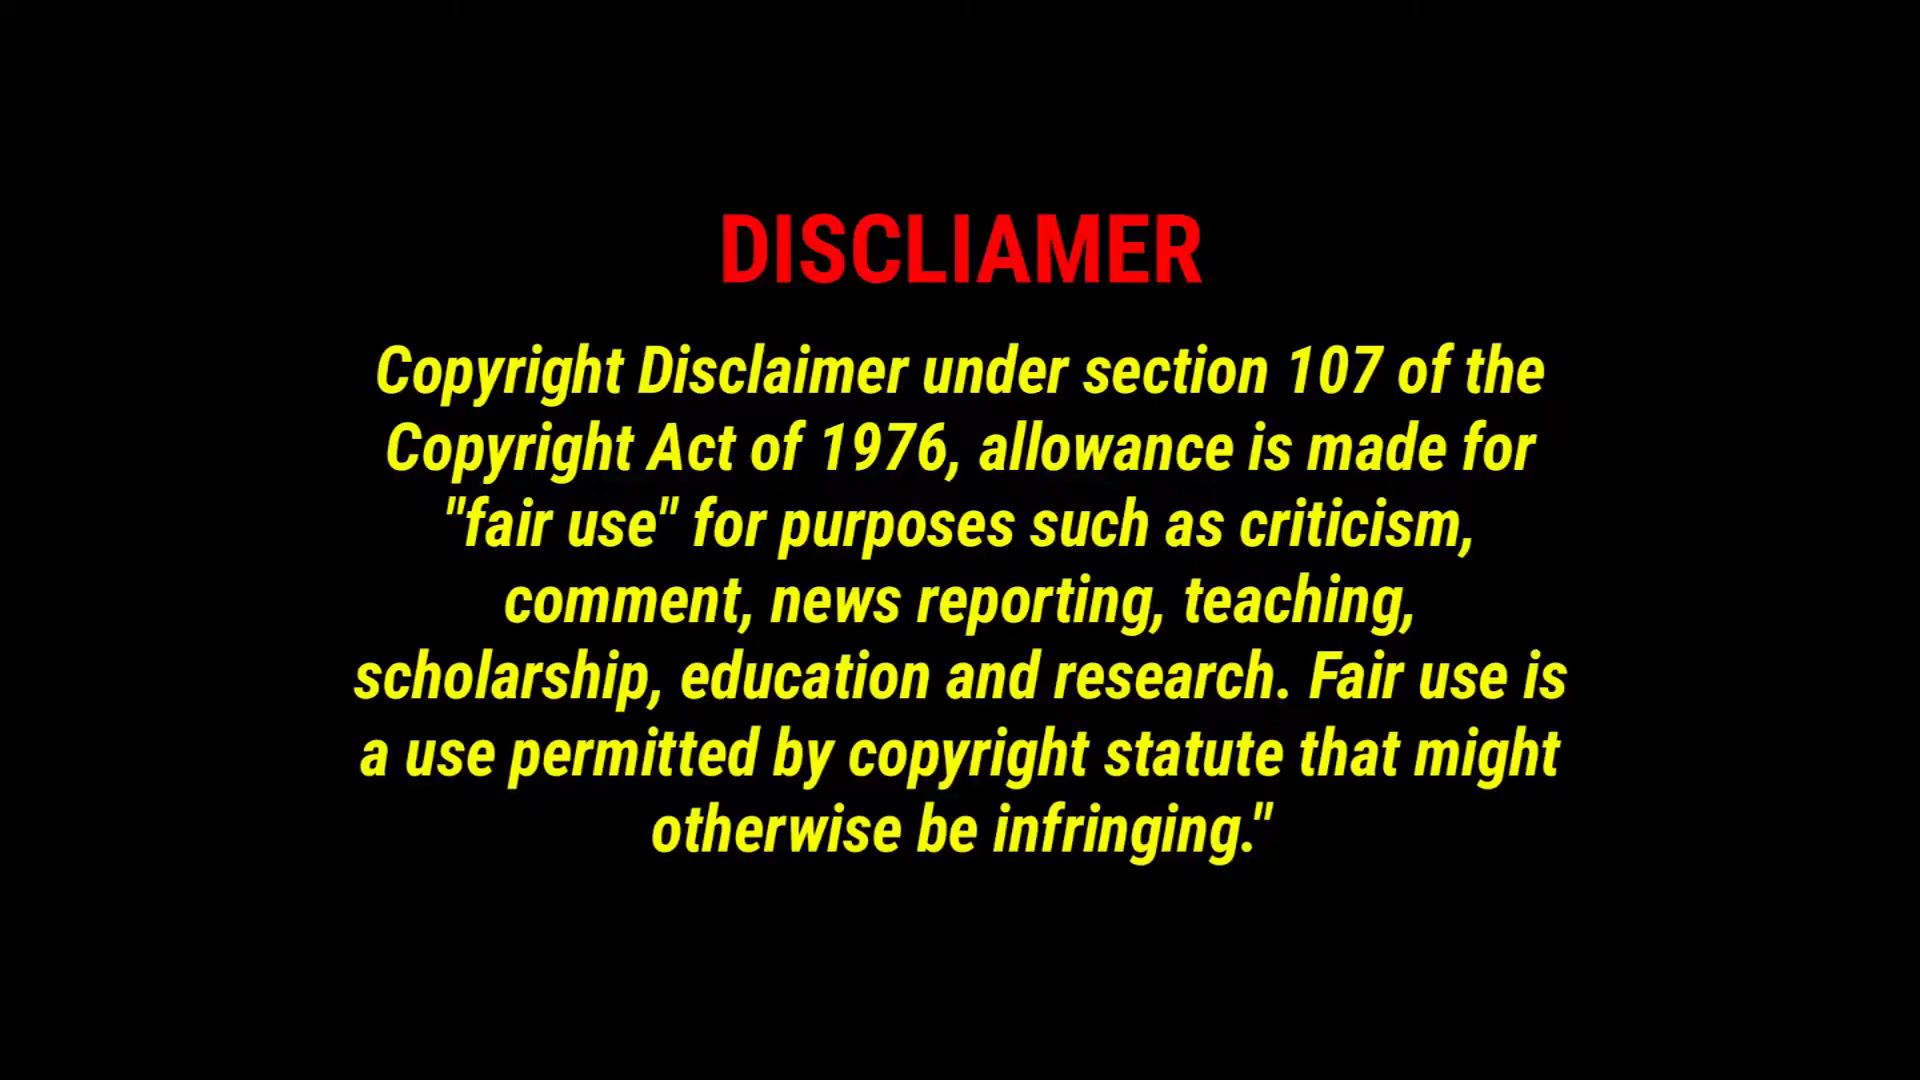 DISCLIAMER
Copyright Disclaimer under section 107 of the
Copyright Act of 1976, allowance is made for
"fair use" for purposes such as criticism,
comment, news reporting, teaching,
scholarship, education and research. Fair use is
a use permitted by copyright statute that might
otherwise be infringing."